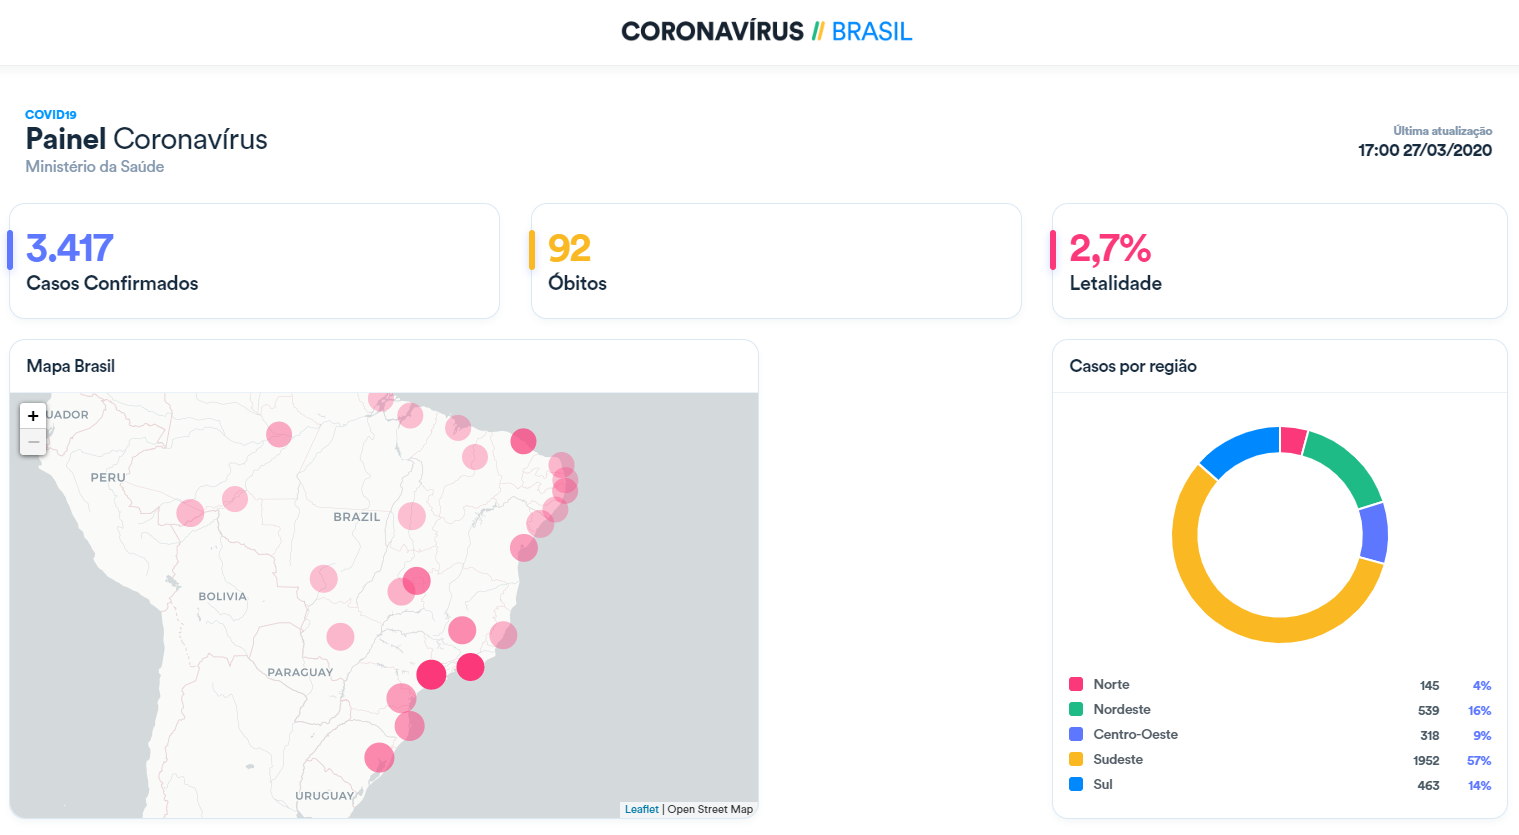 CORONAVÍRUS // BRASIL
COVID19
Painel Coronavírus
Ministério da Saúde
Última atualização
17:00 27/03/2020
3.417
Casos Confirmados
92
Óbitos
2,7%
Letalidade
Mapa Brasil
+
−
UADOR
PERU
BRAZIL
BOLIVIA
PARAGUAY
URUGUAY
Leaflet | Open Street Map
Casos por região
Norte 145 4%
Nordeste 539 16%
Centro-Oeste 318 9%
Sudeste 1952 57%
Sul 463 14%